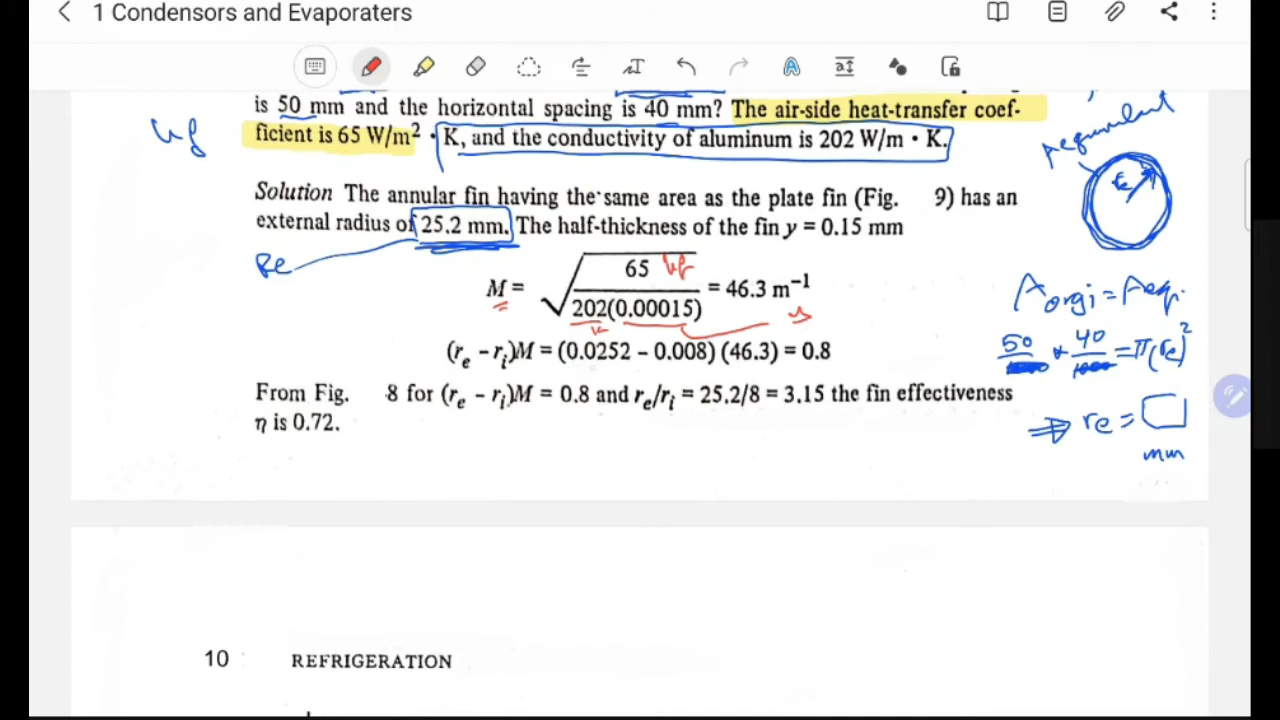 1 Condensors and Evaporaters
is 50 mm and the horizontal spacing is 40 mm? The air-side heat-transfer coef-
ficient is 65 W/m² · K, and the conductivity of aluminum is 202 W/m · K.
hf
equivalent
re
Solution The annular fin having the same area as the plate fin (Fig. 9) has an
external radius of 25.2 mm. The half-thickness of the fin y = 0.15 mm
Re
M = √(65 / 202(0.00015)) = 46.3 m⁻¹
hf
k
y
(re − ri)M = (0.0252 − 0.008) (46.3) = 0.8
From Fig. 8 for (re − ri)M = 0.8 and re/ri = 25.2/8 = 3.15 the fin effectiveness
η is 0.72.
Aorgi = Aeq.
50/1000 * 40/1000 = π(re)²
⇒ re = □
mm
10 REFRIGERATION